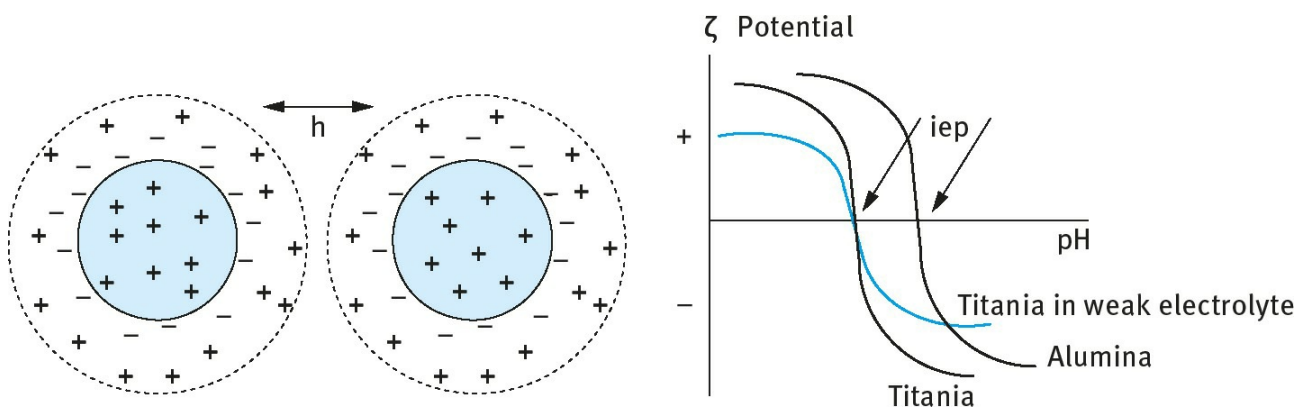 h
ζ Potential
+
iep
pH
−
Titania in weak electrolyte
Alumina
Titania